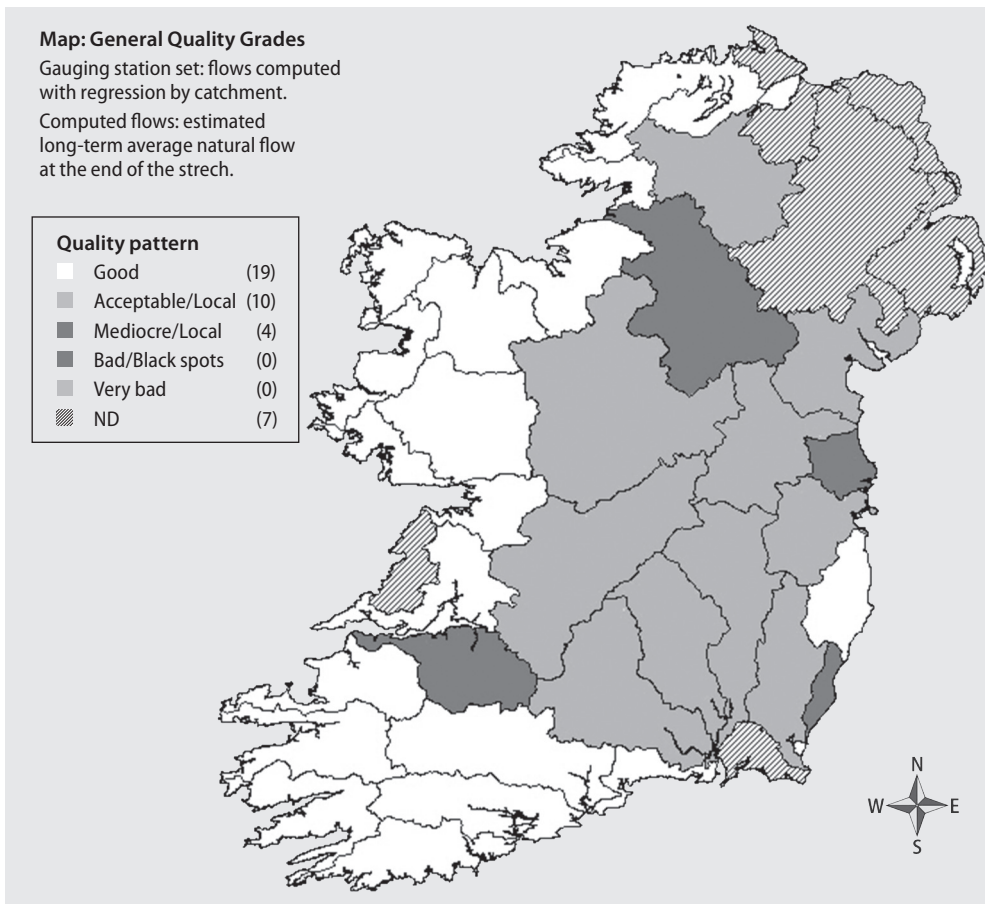 Map: General Quality Grades
Gauging station set: flows computed
with regression by catchment.
Computed flows: estimated
long-term average natural flow
at the end of the strech.
Quality pattern
Good (19)
Acceptable/Local (10)
Mediocre/Local (4)
Bad/Black spots (0)
Very bad (0)
ND (7)
N
W E
S